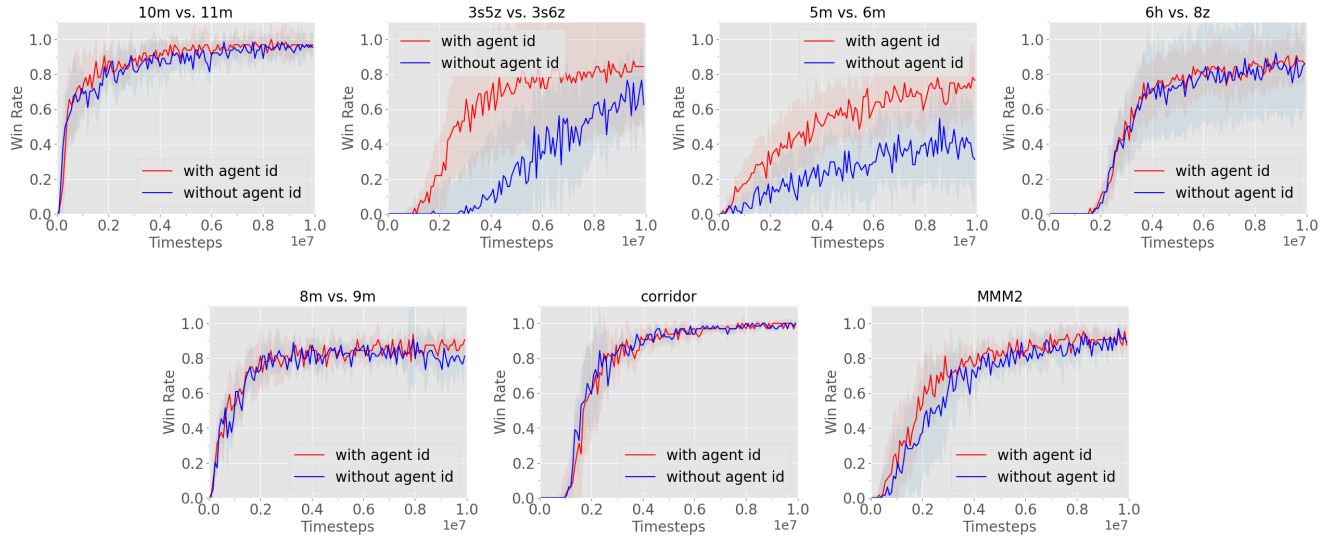 10m vs. 11m
3s5z vs. 3s6z
5m vs. 6m
6h vs. 8z
1.0
0.8
0.6
0.4
0.2
0.0
Win Rate
with agent id
without agent id
0.0 0.2 0.4 0.6 0.8 1.0
Timesteps
1e7
1.0
0.8
0.6
0.4
0.2
0.0
Win Rate
with agent id
without agent id
0.0 0.2 0.4 0.6 0.8 1.0
Timesteps
1e7
1.0
0.8
0.6
0.4
0.2
0.0
Win Rate
with agent id
without agent id
0.0 0.2 0.4 0.6 0.8 1.0
Timesteps
1e7
1.0
0.8
0.6
0.4
0.2
0.0
Win Rate
with agent id
without agent id
0.0 0.2 0.4 0.6 0.8 1.0
Timesteps
1e7
8m vs. 9m
corridor
MMM2
1.0
0.8
0.6
0.4
0.2
0.0
Win Rate
with agent id
without agent id
0.0 0.2 0.4 0.6 0.8 1.0
Timesteps
1e7
1.0
0.8
0.6
0.4
0.2
0.0
Win Rate
with agent id
without agent id
0.0 0.2 0.4 0.6 0.8 1.0
Timesteps
1e7
1.0
0.8
0.6
0.4
0.2
0.0
Win Rate
with agent id
without agent id
0.0 0.2 0.4 0.6 0.8 1.0
Timesteps
1e7